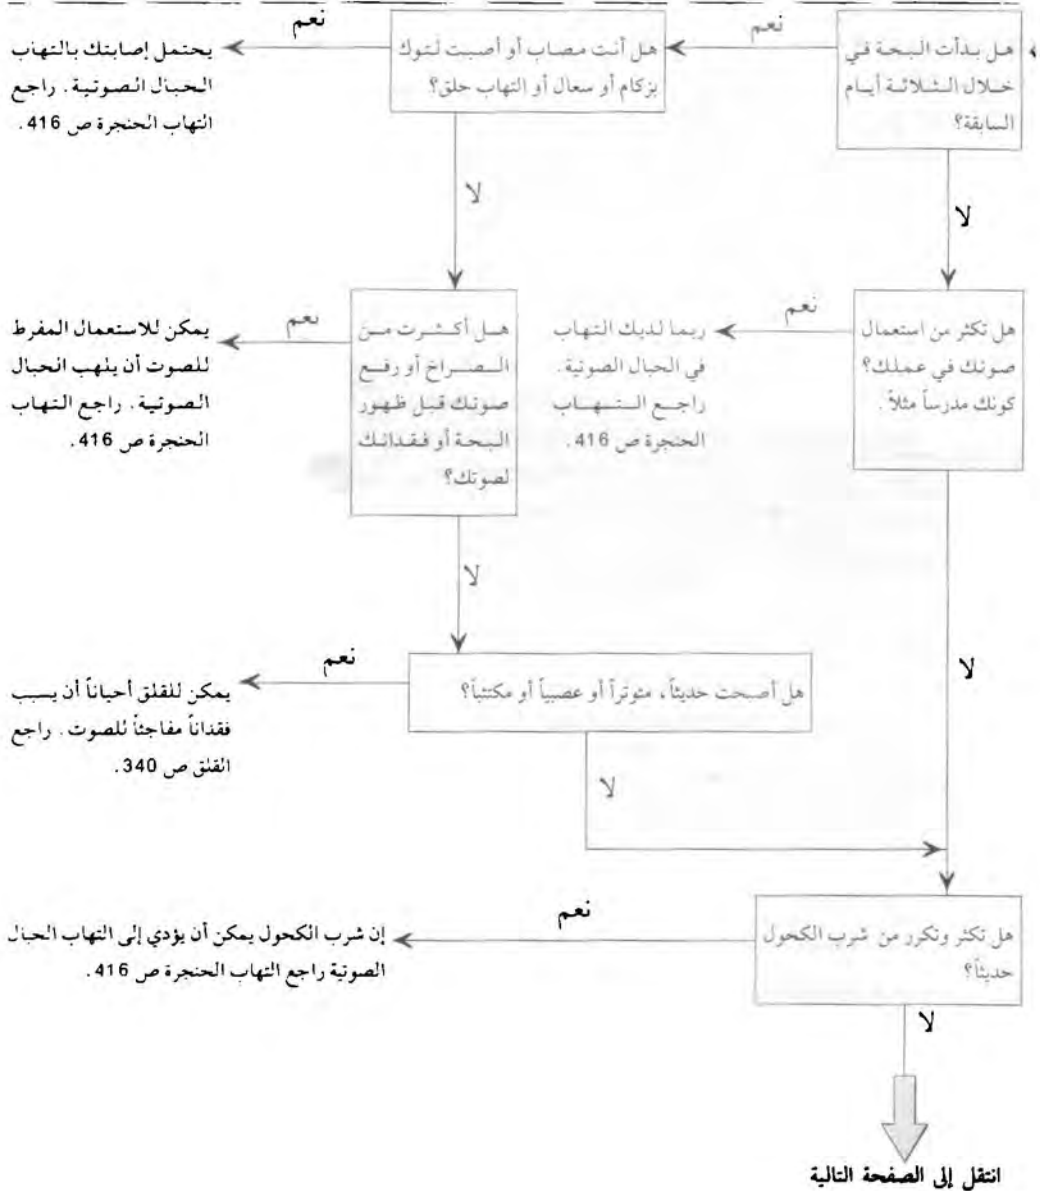 هل بدأت البحة في
خلال الثلاثة أيام
السابقة؟
نعم
هل أنت مصاب أو أصبت لتوك
بزكام أو سعال أو التهاب حلق؟
نعم
يحتمل إصابتك بالتهاب
الحبال الصوتية. راجع
التهاب الحنجرة ص 416.
لا
لا
هل تكثر من استعمال
صوتك في عملك؟
كونك مدرساً مثلاً.
نعم
ربما لديك التهاب
في الحبال الصوتية.
راجع التهاب
الحنجرة ص 416.
هل أكثرت من
الصراخ أو رفع
صوتك قبل ظهور
البحة أو فقدانك
لصوتك؟
نعم
يمكن للاستعمال المفرط
للصوت أن يلهب الحبال
الصوتية. راجع التهاب
الحنجرة ص 416.
لا
لا
هل أصبحت حديثاً، متوتراً أو عصبياً أو مكتئباً؟
نعم
يمكن للقلق أحياناً أن يسبب
فقداناً مفاجئاً للصوت. راجع
القلق ص 340.
لا
هل تكثر وتكرر من شرب الكحول
حديثاً؟
نعم
إن شرب الكحول يمكن أن يؤدي إلى التهاب الحبال
الصوتية راجع التهاب الحنجرة ص 416.
لا
انتقل إلى الصفحة التالية